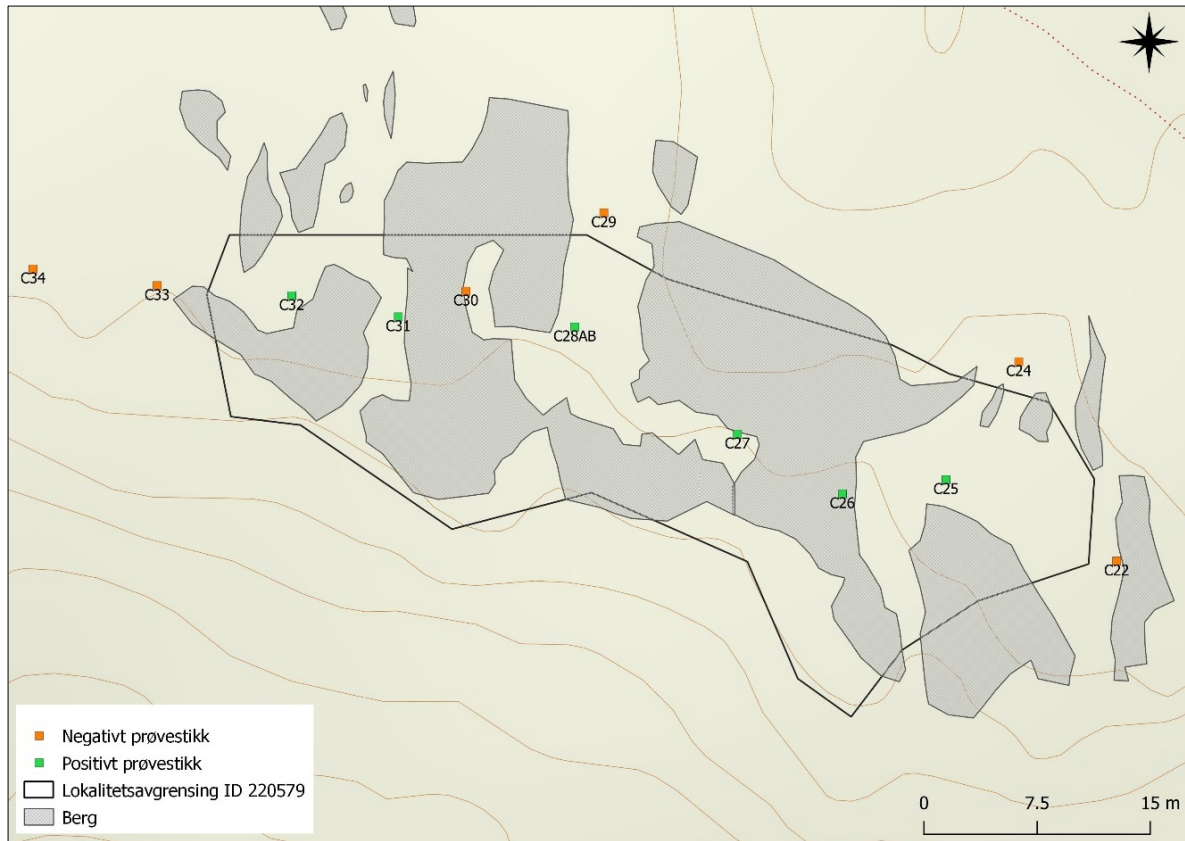 C29
C34
C33
C32
C30
C31
C28AB
C24
C27
C25
C26
C22
Negativt prøvestikk
Positivt prøvestikk
Lokalitetsavgrensing ID 220579
Berg
0 7.5 15 m